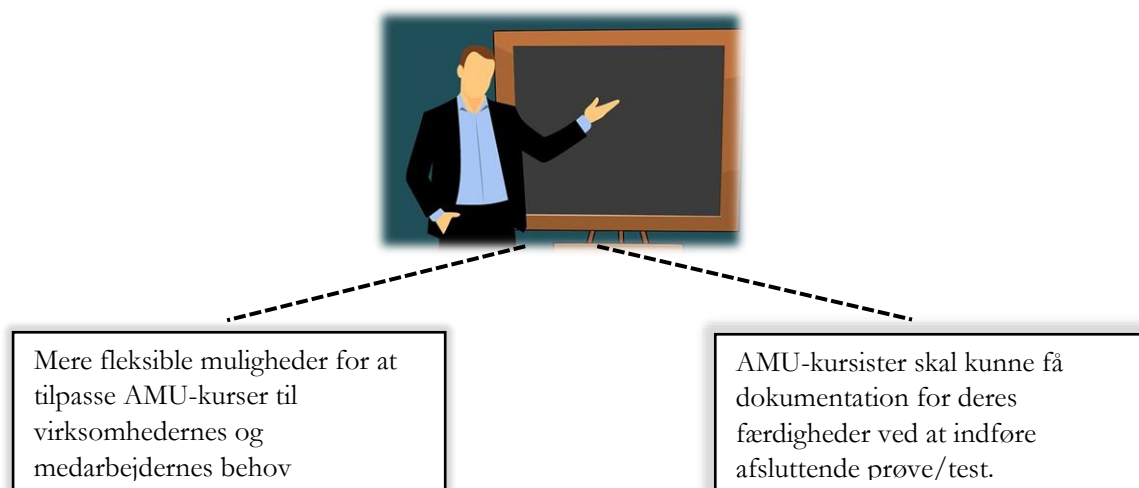 Mere fleksible muligheder for at
tilpasse AMU-kurser til
virksomhedernes og
medarbejdernes behov
AMU-kursister skal kunne få
dokumentation for deres
færdigheder ved at indføre
afsluttende prøve/test.